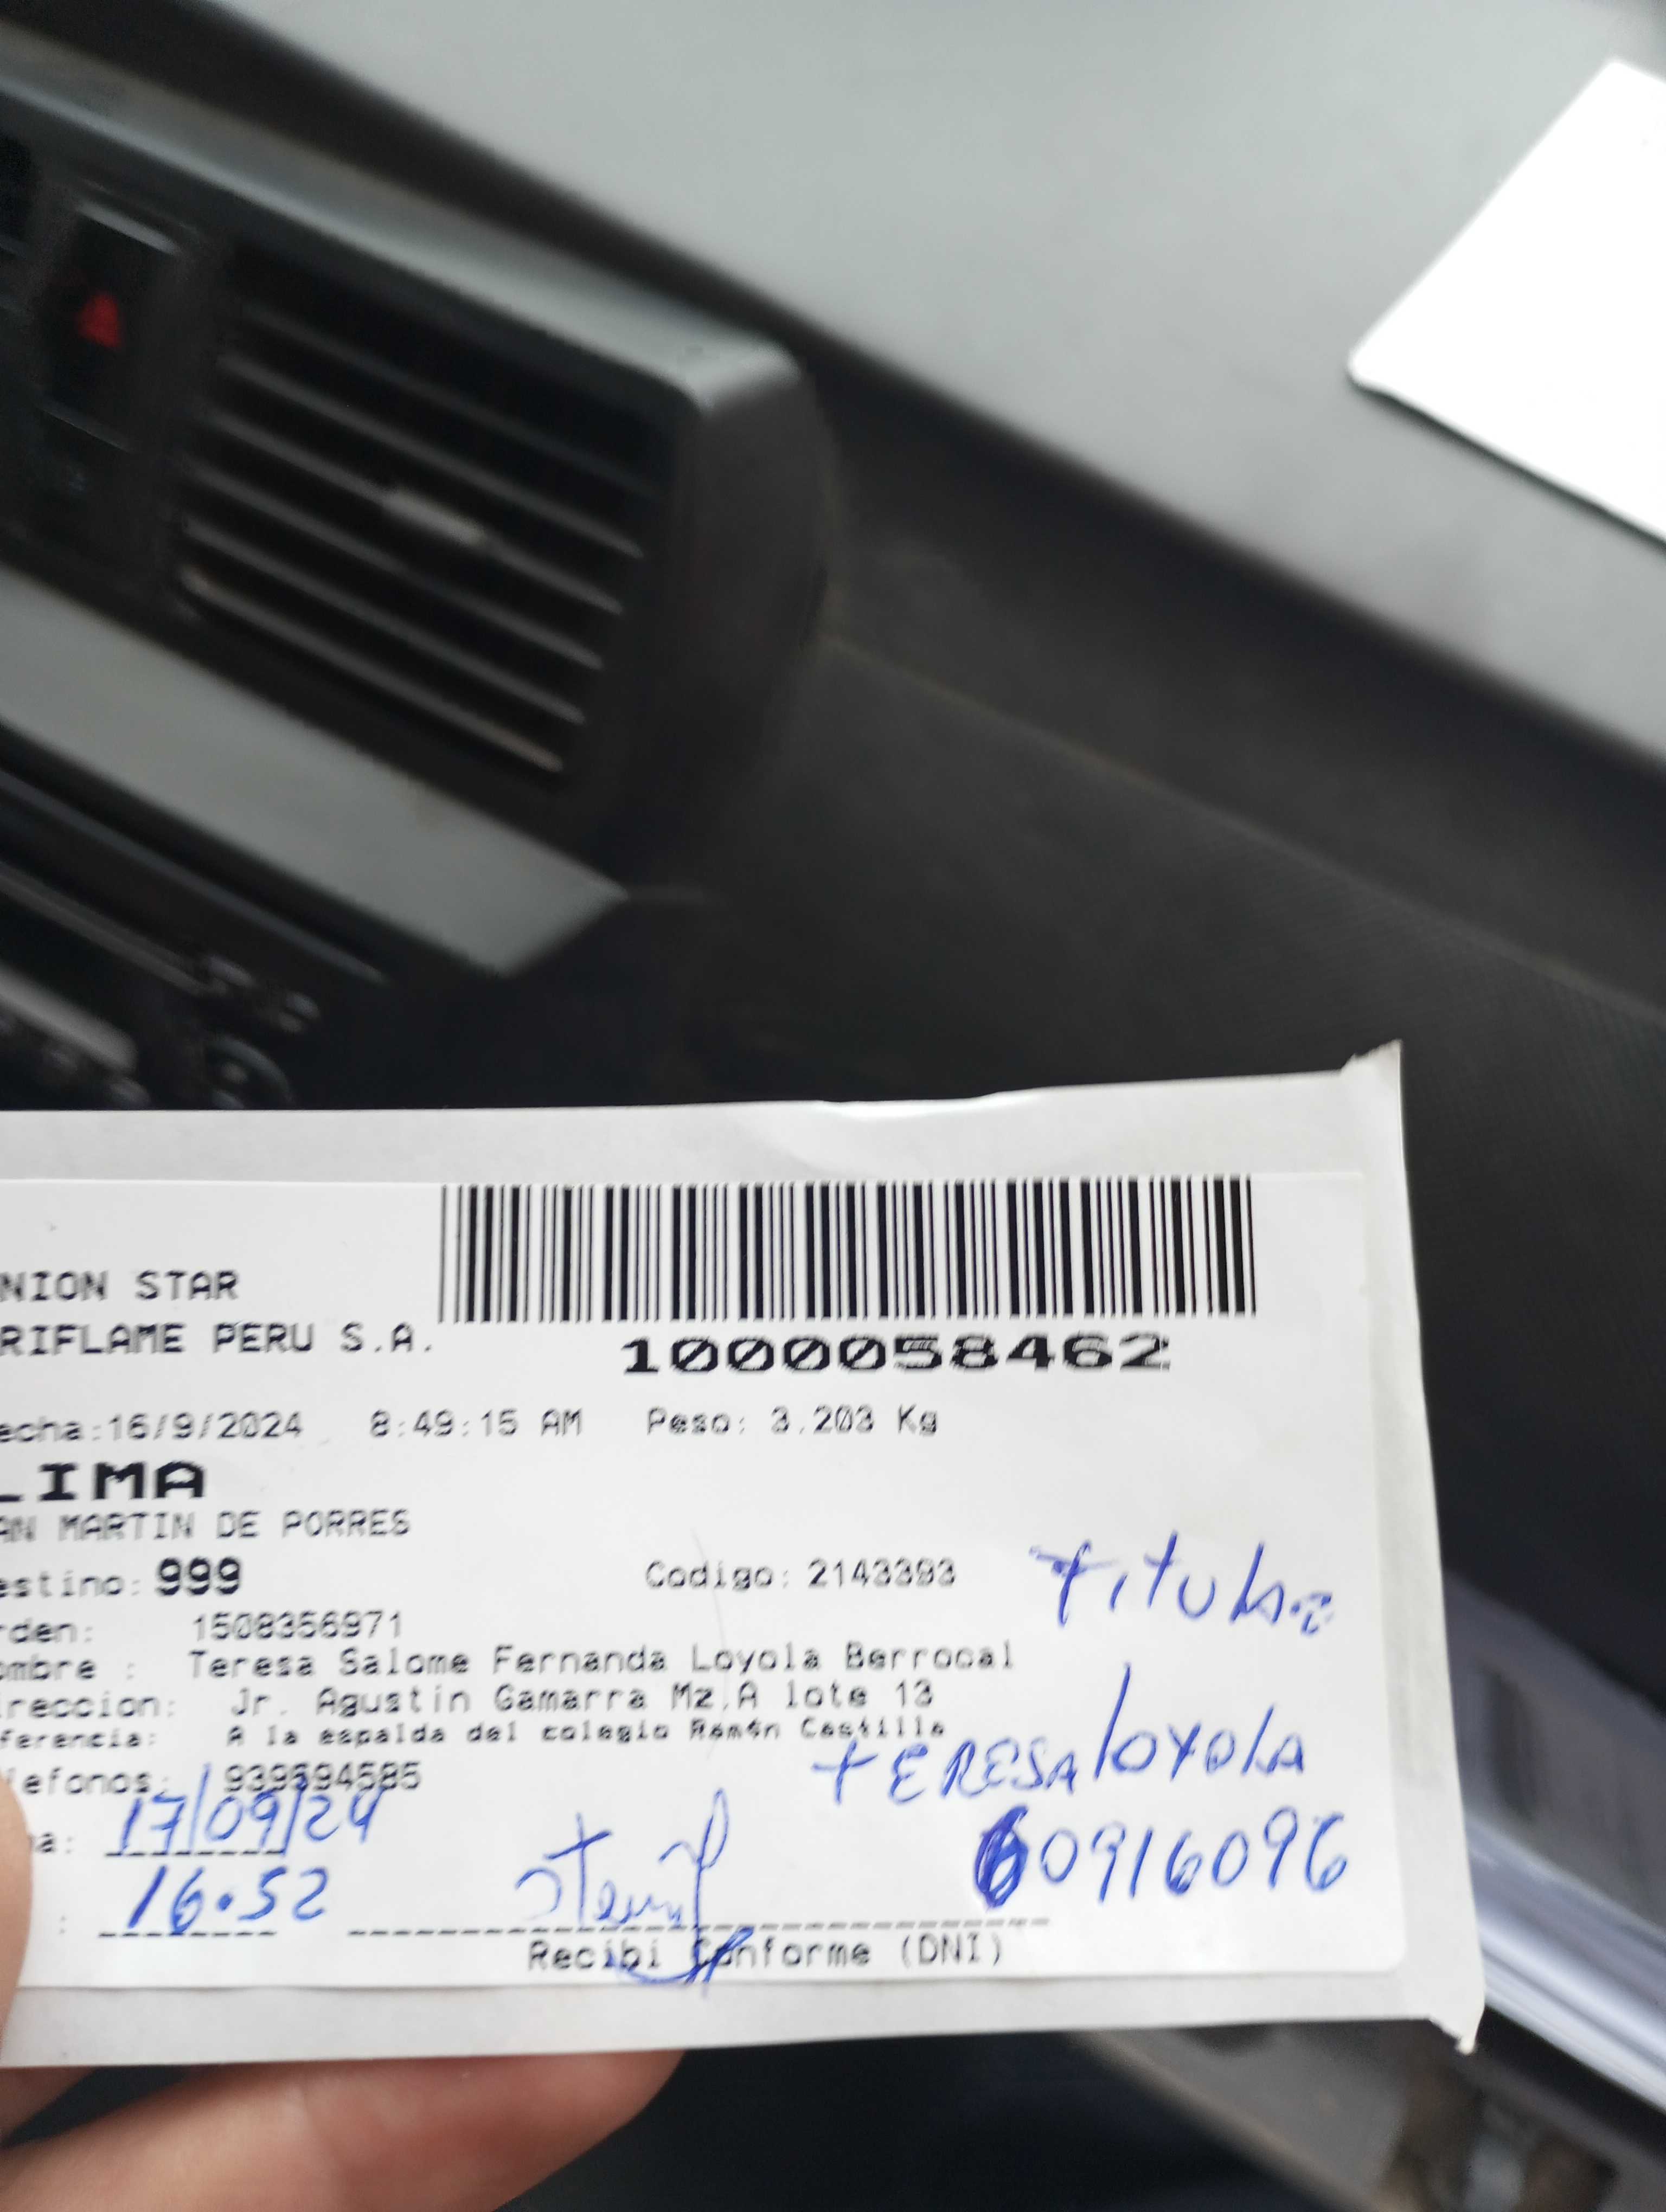 NION STAR
RIFLAME PERU S.A.
1000058462
echa:16/9/2024 8:49:15 AM Peso: 3.203 Kg
LIMA
AN MARTIN DE PORRES
estino: 999 Codigo: 2143393
Titular
rden: 1508356971
ombre : Teresa Salome Fernanda Loyola Berrocal
ireccion: Jr. Agustin Gamarra Mz.A lote 13
ferencia: A la espalda del colegio Ramón Castilla
TERESA loyola
lefonos: 939594585
a: 17/09/24
60916096
: 16.52
Recibi Conforme (DNI)